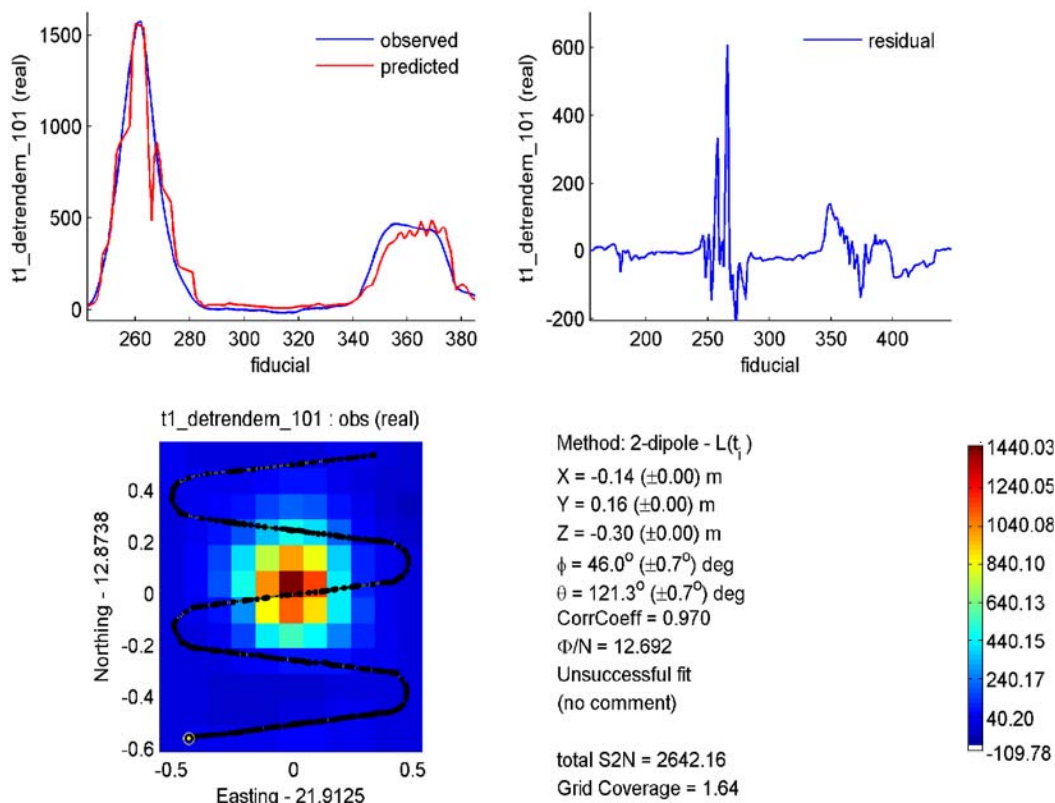 t1_detrendem_101 (real)
1500
1000
500
0
observed
predicted
260
280
300
320
340
360
380
fiducial
t1_detrendem_101 (real)
600
400
200
0
-200
residual
200
250
300
350
400
fiducial
t1_detrendem_101 : obs (real)
Northing - 12.8738
0.4
0.2
0
-0.2
-0.4
-0.6
-0.5
0
0.5
Easting - 21.9125
Method: 2-dipole - L(t_i)
X = -0.14 (±0.00) m
Y = 0.16 (±0.00) m
Z = -0.30 (±0.00) m
ϕ = 46.0° (±0.7°) deg
θ = 121.3° (±0.7°) deg
CorrCoeff = 0.970
Φ/N = 12.692
Unsuccessful fit
(no comment)
total S2N = 2642.16
Grid Coverage = 1.64
1440.03
1240.05
1040.08
840.10
640.13
440.15
240.17
40.20
-109.78